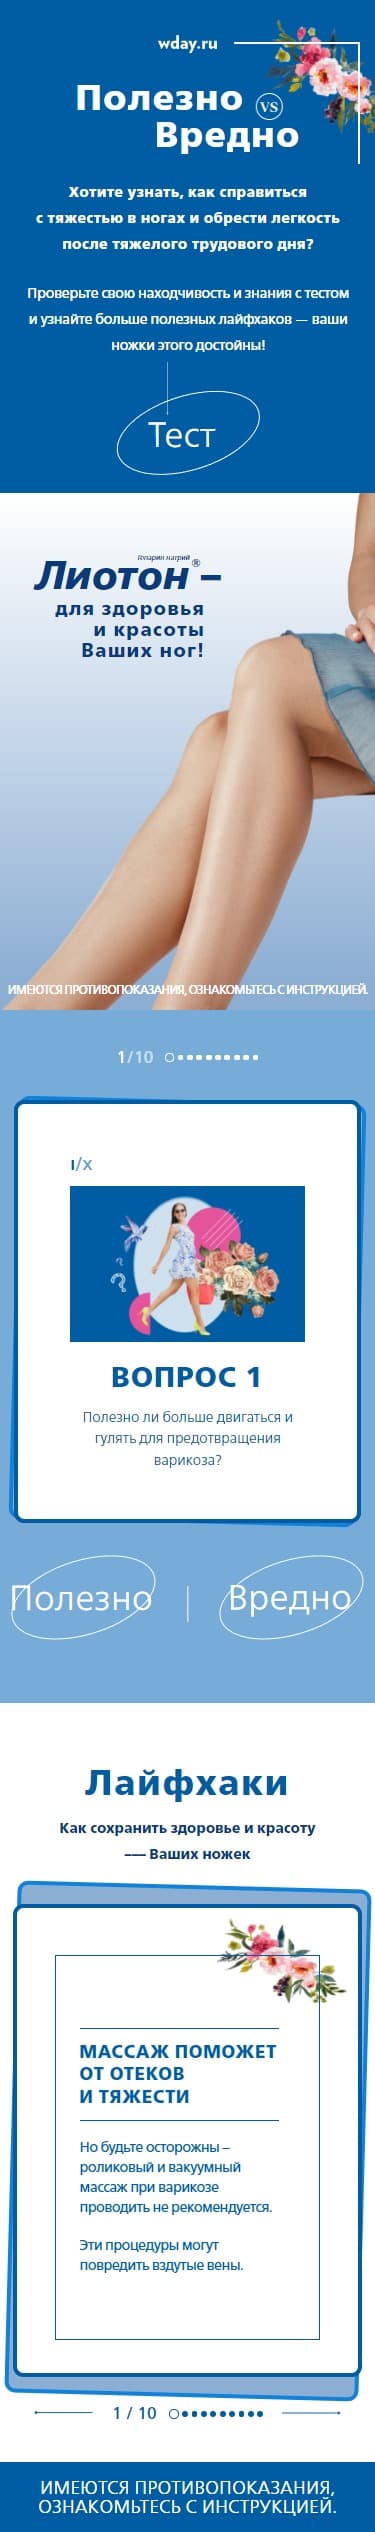 wday.ru
Полезно
VS
Вредно
Хотите узнать, как справиться
с тяжестью в ногах и обрести легкость
после тяжелого трудового дня?
Проверьте свою находчивость и знания с тестом
и узнайте больше полезных лайфхаков — ваши
ножки этого достойны!
Тест
Гепарин натрий
Лиотон® –
для здоровья
и красоты
Ваших ног!
ИМЕЮТСЯ ПРОТИВОПОКАЗАНИЯ, ОЗНАКОМЬТЕСЬ С ИНСТРУКЦИЕЙ.
1/10
I/X
ВОПРОС 1
Полезно ли больше двигаться и
гулять для предотвращения
варикоза?
Полезно | Вредно
Лайфхаки
Как сохранить здоровье и красоту
–— Ваших ножек
МАССАЖ ПОМОЖЕТ
ОТ ОТЕКОВ
И ТЯЖЕСТИ
Но будьте осторожны –
роликовый и вакуумный
массаж при варикозе
проводить не рекомендуется.
Эти процедуры могут
повредить вздутые вены.
1 / 10
ИМЕЮТСЯ ПРОТИВОПОКАЗАНИЯ,
ОЗНАКОМЬТЕСЬ С ИНСТРУКЦИЕЙ.